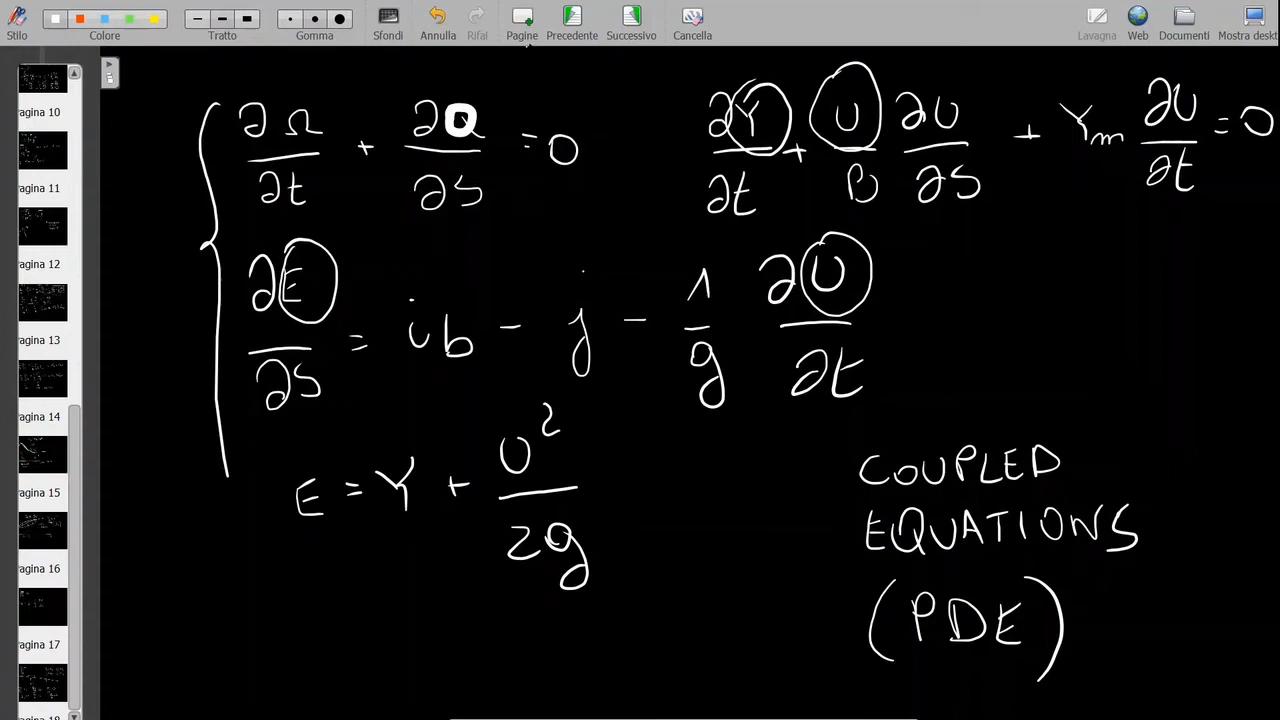 Stilo Colore Tratto Gomma Sfondi Annulla Rifai Pagine Precedente Successivo Cancella Lavagna Web Documenti Mostra deskt
agina 10
agina 11
agina 12
agina 13
agina 14
agina 15
agina 16
agina 17
∂Ω/∂t + ∂Q/∂S = 0
∂Y/∂t + U/B ∂U/∂S + Ym ∂U/∂t = 0
∂E/∂S = ib - j - 1/g ∂U/∂t
E = Y + U²/2g
COUPLED
EQUATIONS
(PDE)